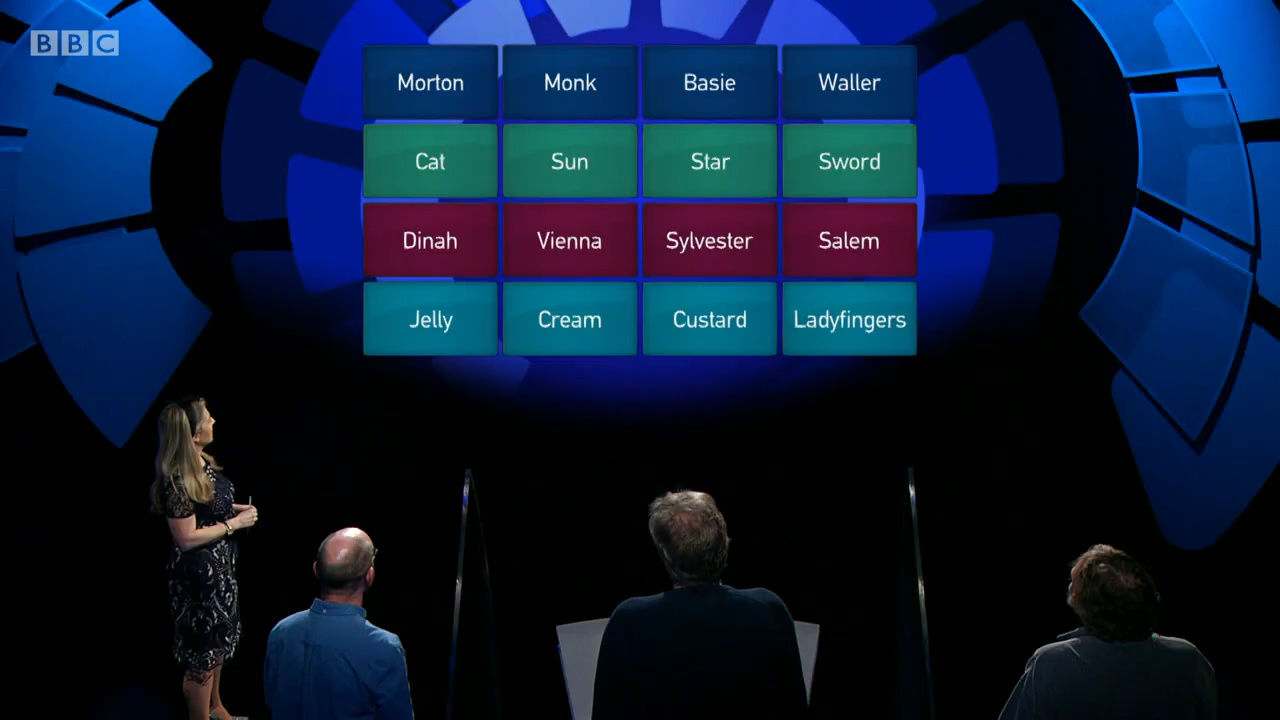 BBC
Morton Monk Basie Waller
Cat Sun Star Sword
Dinah Vienna Sylvester Salem
Jelly Cream Custard Ladyfingers